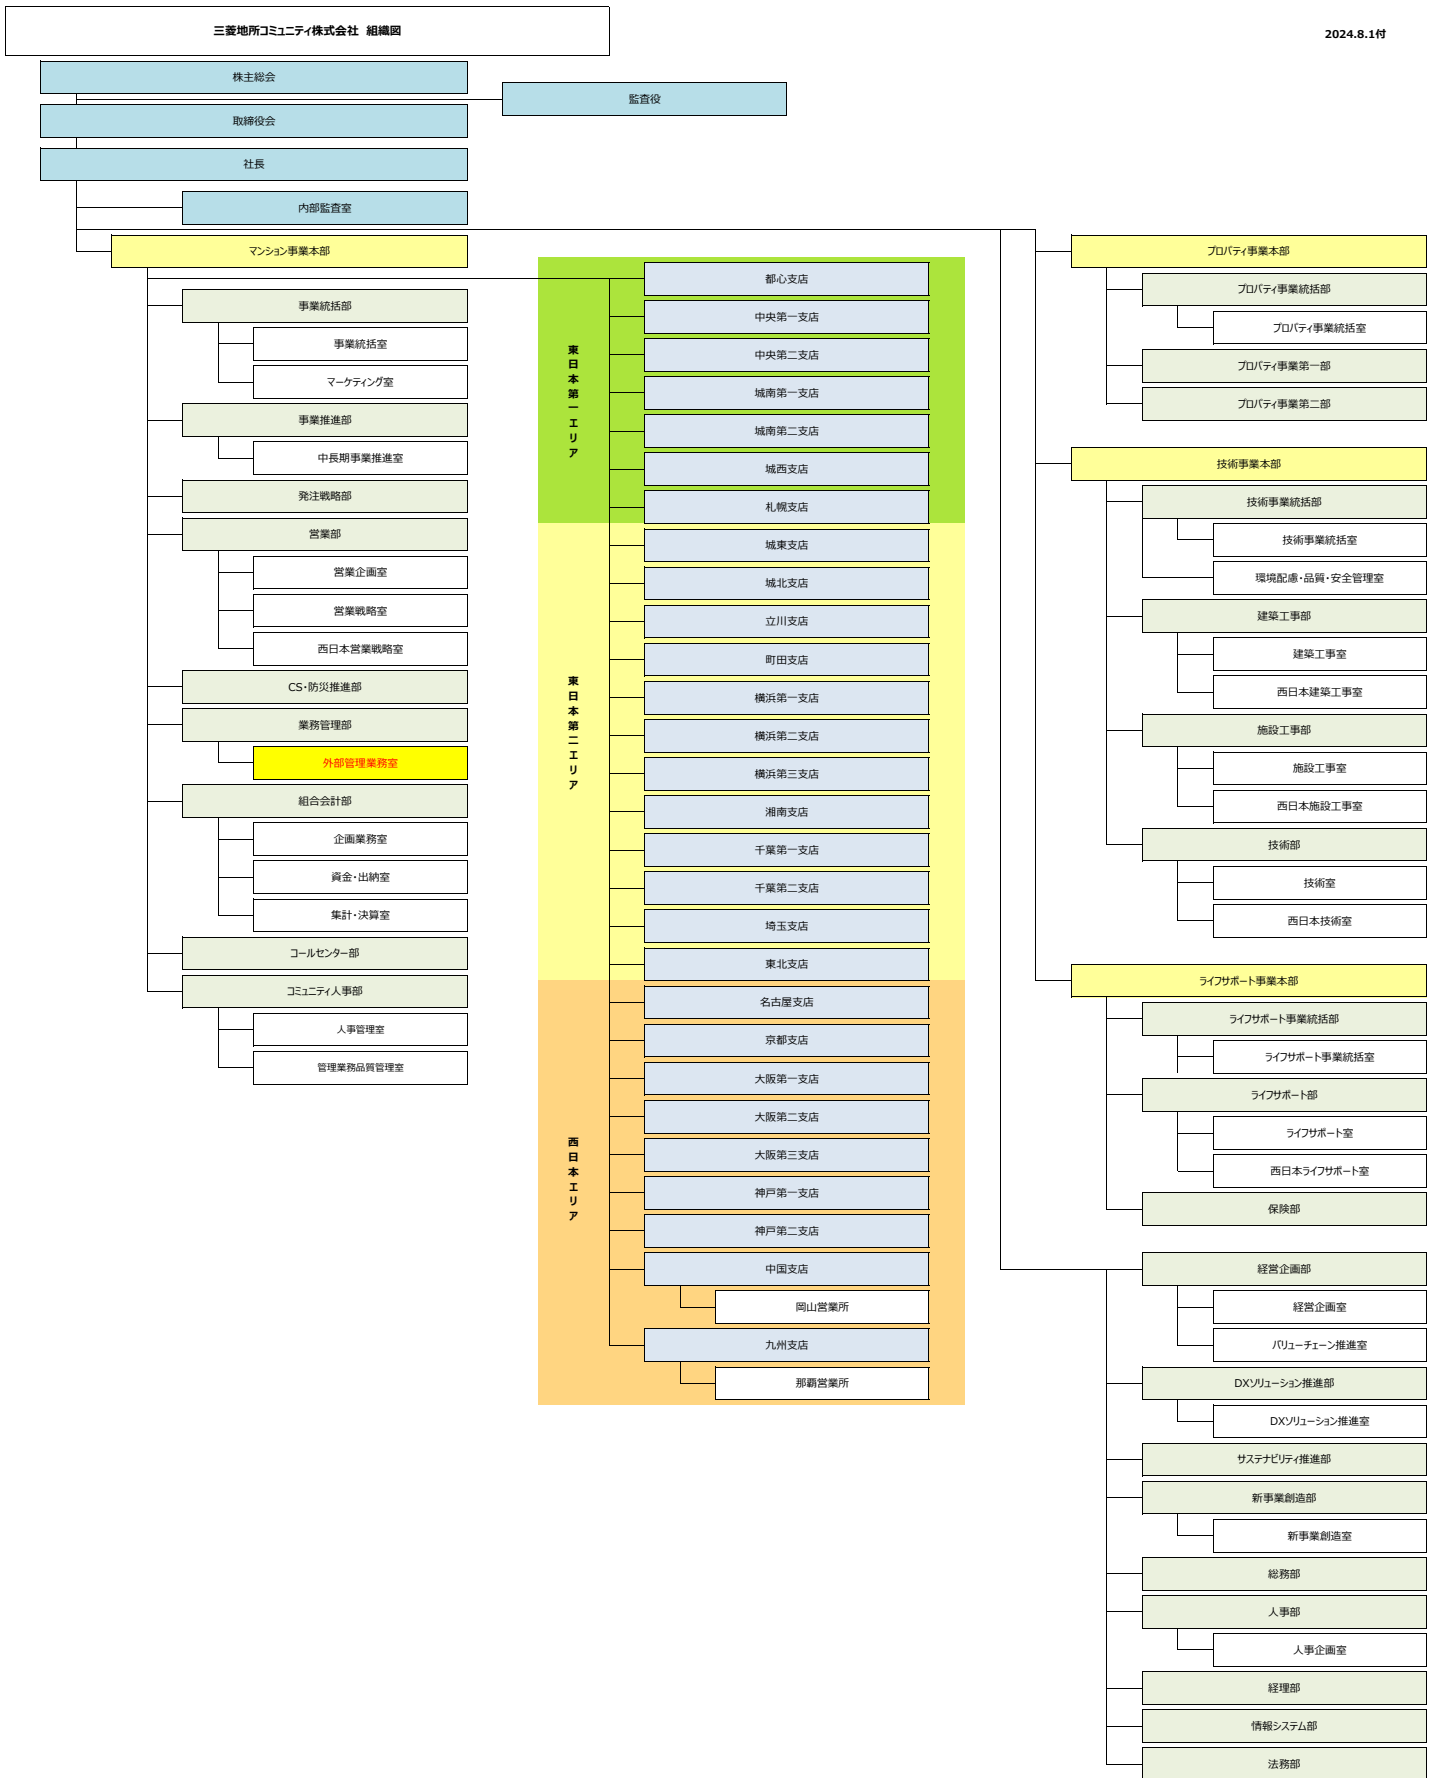 三菱地所コミュニティ株式会社 組織図
2024.8.1付
株主総会
監査役
取締役会
社長
内部監査室
マンション事業本部
事業統括部
事業統括室
マーケティング室
事業推進部
中長期事業推進室
発注戦略部
営業部
営業企画室
営業戦略室
西日本営業戦略室
CS・防災推進部
業務管理部
外部管理業務室
組合会計部
企画業務室
資金・出納室
集計・決算室
コールセンター部
コミュニティ人事部
人事管理室
管理業務品質管理室
東日本第一エリア
都心支店
中央第一支店
中央第二支店
城南第一支店
城南第二支店
城西支店
札幌支店
東日本第二エリア
城東支店
城北支店
立川支店
町田支店
横浜第一支店
横浜第二支店
横浜第三支店
湘南支店
千葉第一支店
千葉第二支店
埼玉支店
東北支店
西日本エリア
名古屋支店
京都支店
大阪第一支店
大阪第二支店
大阪第三支店
神戸第一支店
神戸第二支店
中国支店
岡山営業所
九州支店
那覇営業所
プロパティ事業本部
プロパティ事業統括部
プロパティ事業統括室
プロパティ事業第一部
プロパティ事業第二部
技術事業本部
技術事業統括部
技術事業統括室
環境配慮・品質・安全管理室
建築工事部
建築工事室
西日本建築工事室
施設工事部
施設工事室
西日本施設工事室
技術部
技術室
西日本技術室
ライフサポート事業本部
ライフサポート事業統括部
ライフサポート事業統括室
ライフサポート部
ライフサポート室
西日本ライフサポート室
保険部
経営企画部
経営企画室
バリューチェーン推進室
DXソリューション推進部
DXソリューション推進室
サステナビリティ推進部
新事業創造部
新事業創造室
総務部
人事部
人事企画室
経理部
情報システム部
法務部